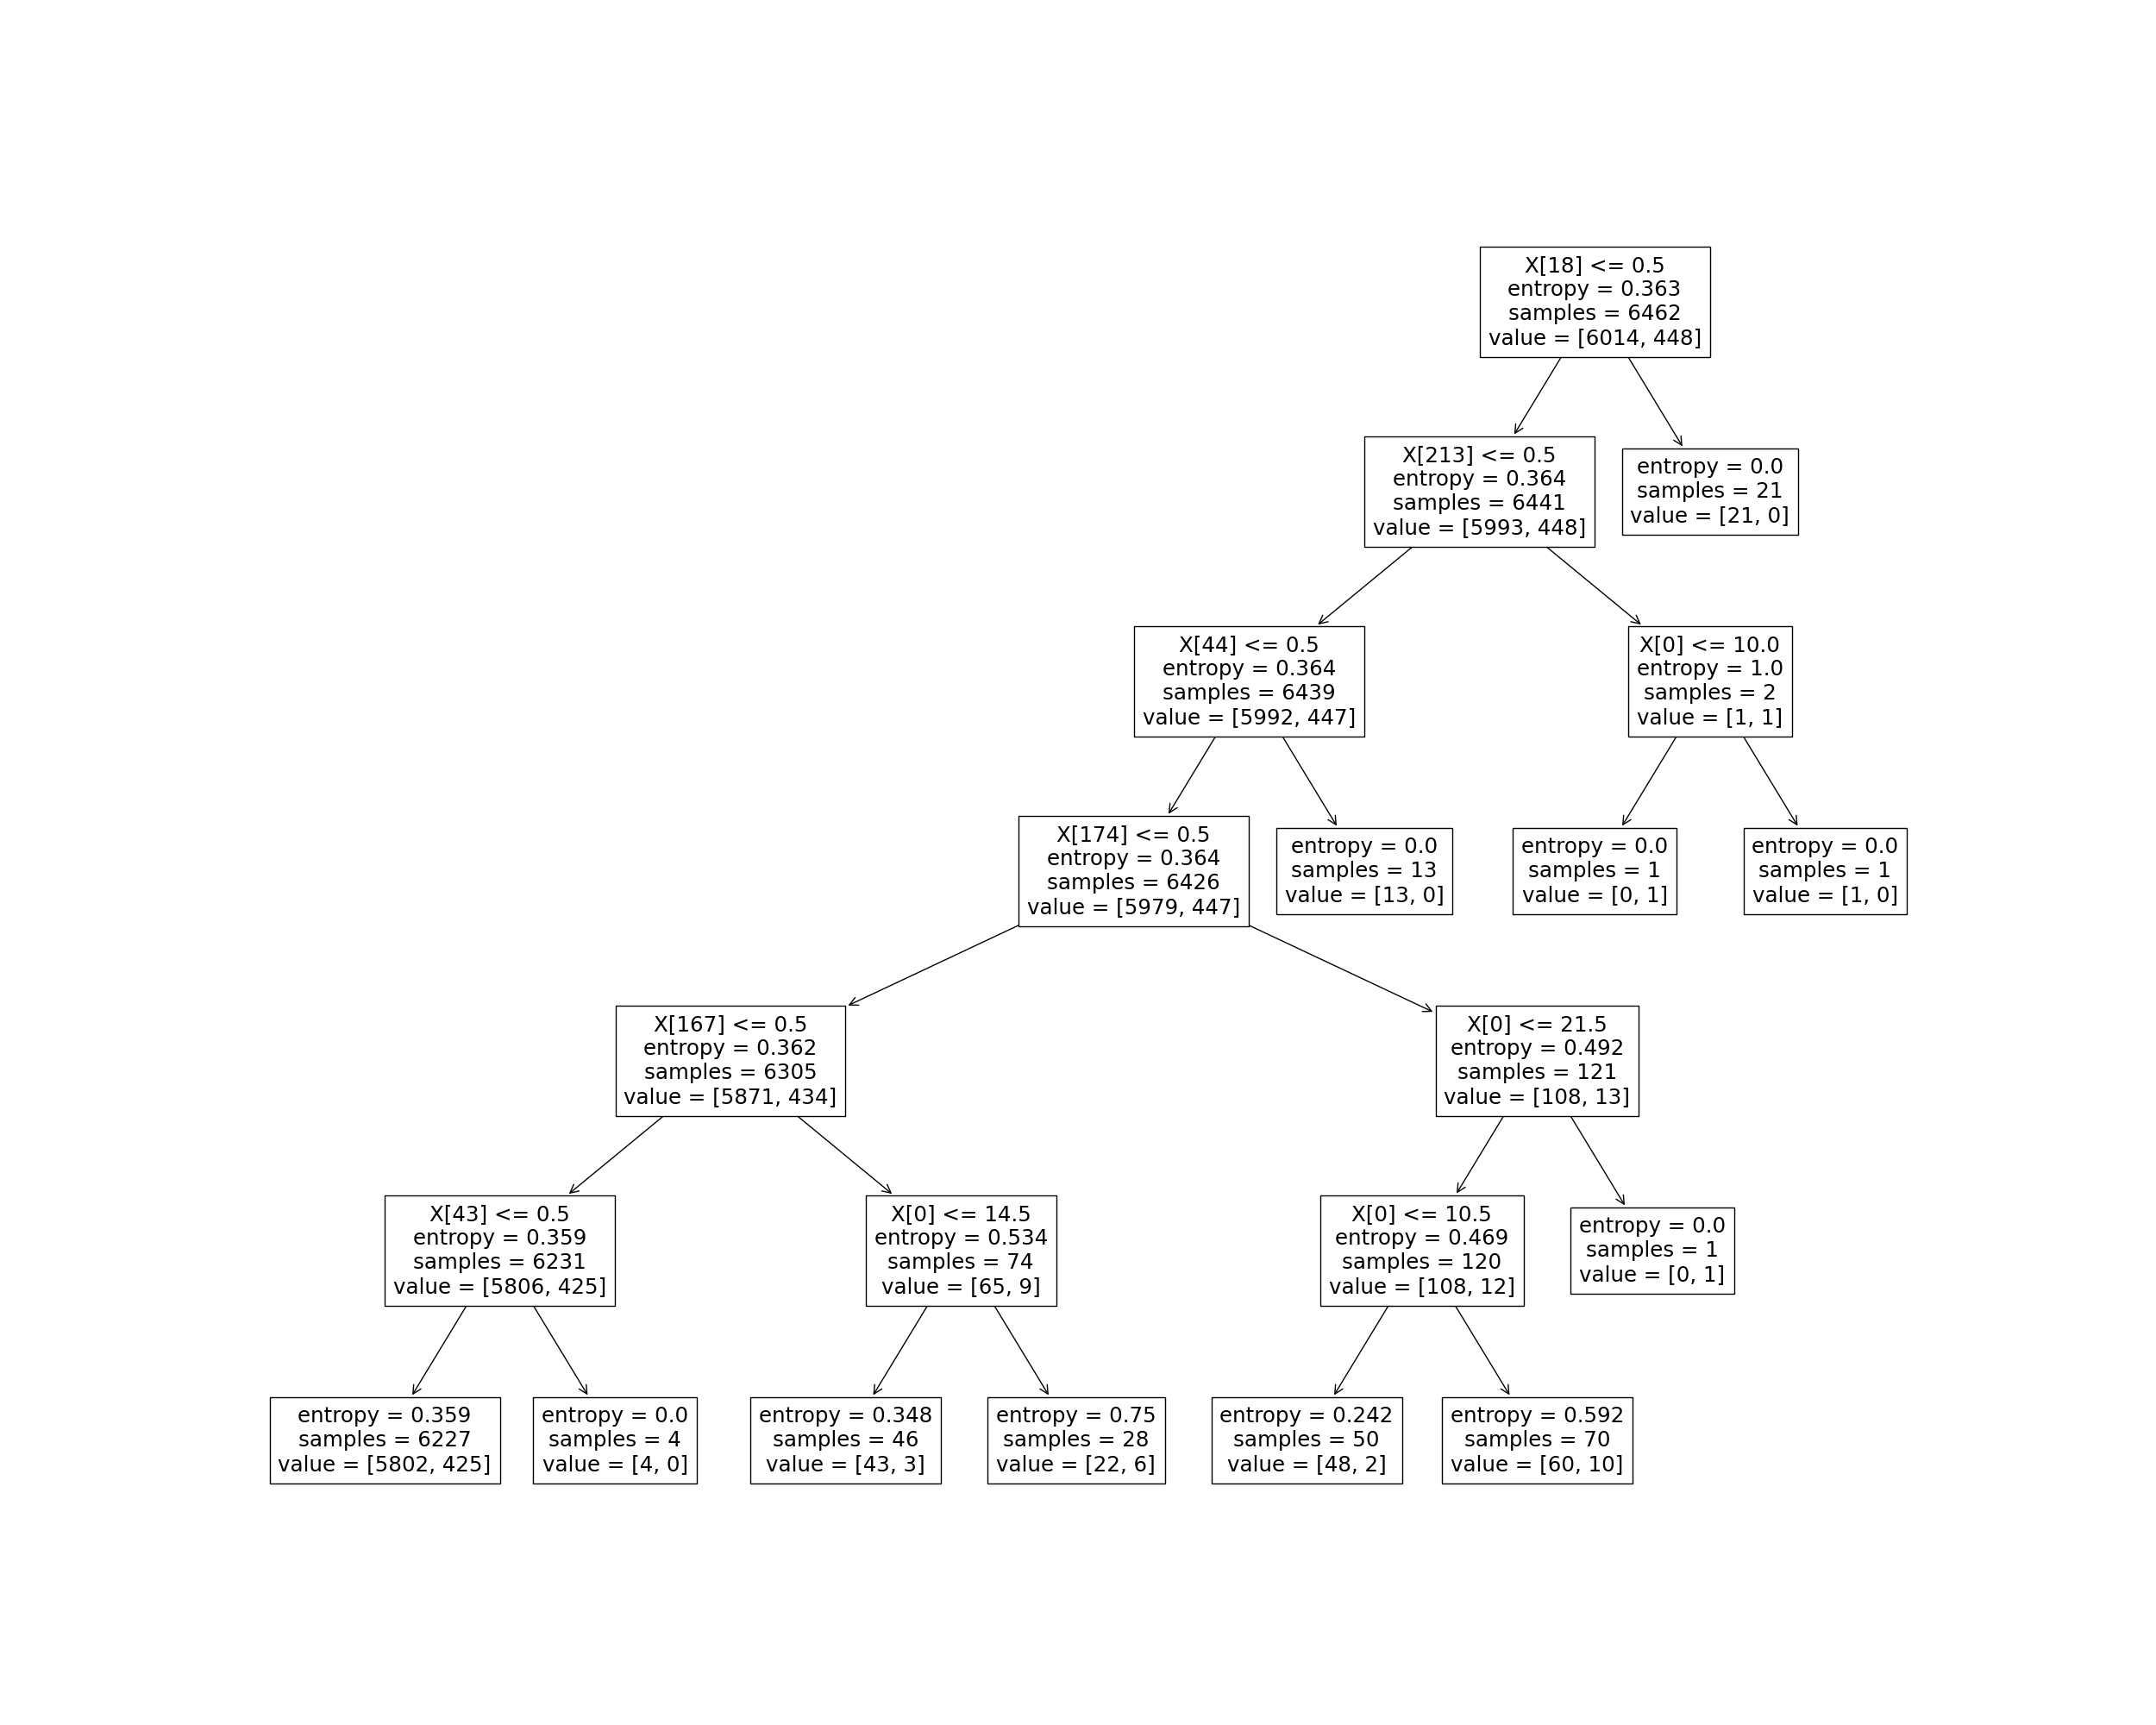 X[18] <= 0.5
entropy = 0.363
samples = 6462
value = [6014, 448]
X[213] <= 0.5
entropy = 0.364
samples = 6441
value = [5993, 448]
entropy = 0.0
samples = 21
value = [21, 0]
X[44] <= 0.5
entropy = 0.364
samples = 6439
value = [5992, 447]
X[0] <= 10.0
entropy = 1.0
samples = 2
value = [1, 1]
X[174] <= 0.5
entropy = 0.364
samples = 6426
value = [5979, 447]
entropy = 0.0
samples = 13
value = [13, 0]
entropy = 0.0
samples = 1
value = [0, 1]
entropy = 0.0
samples = 1
value = [1, 0]
X[167] <= 0.5
entropy = 0.362
samples = 6305
value = [5871, 434]
X[0] <= 21.5
entropy = 0.492
samples = 121
value = [108, 13]
X[43] <= 0.5
entropy = 0.359
samples = 6231
value = [5806, 425]
X[0] <= 14.5
entropy = 0.534
samples = 74
value = [65, 9]
X[0] <= 10.5
entropy = 0.469
samples = 120
value = [108, 12]
entropy = 0.0
samples = 1
value = [0, 1]
entropy = 0.359
samples = 6227
value = [5802, 425]
entropy = 0.0
samples = 4
value = [4, 0]
entropy = 0.348
samples = 46
value = [43, 3]
entropy = 0.75
samples = 28
value = [22, 6]
entropy = 0.242
samples = 50
value = [48, 2]
entropy = 0.592
samples = 70
value = [60, 10]